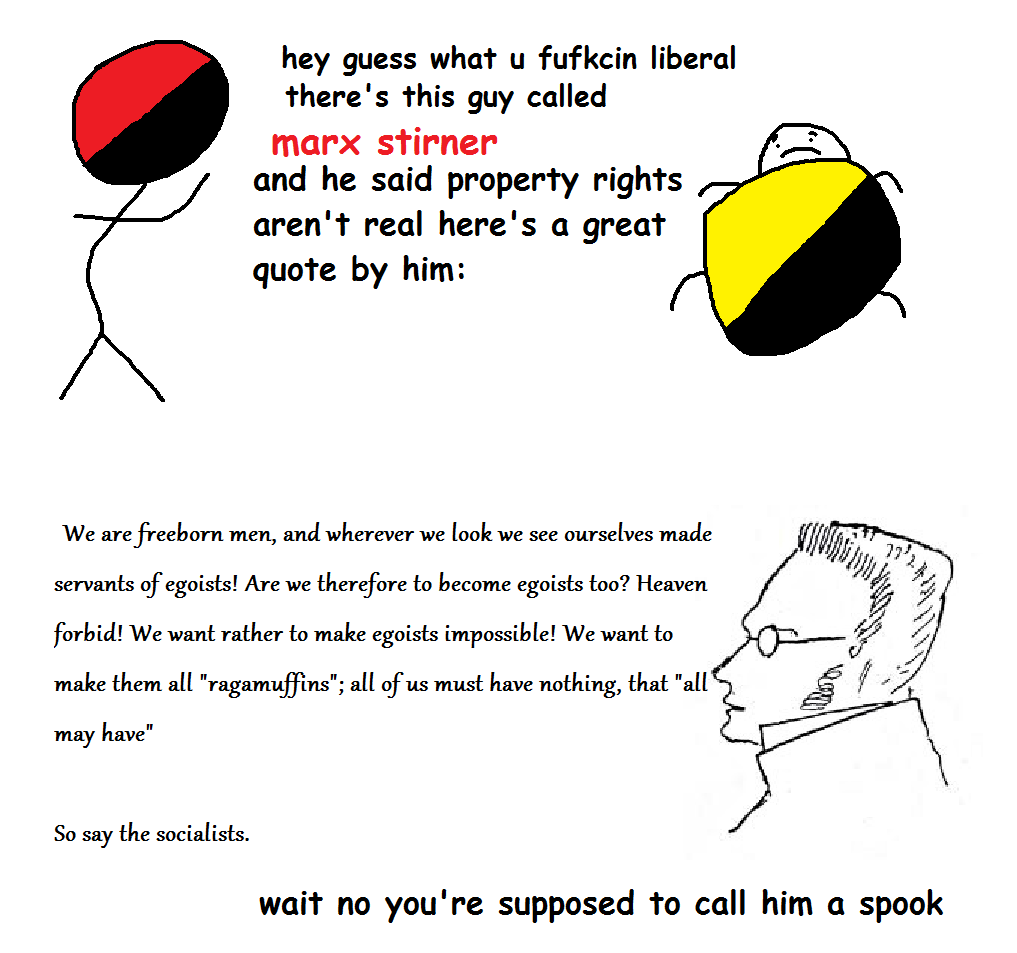 hey guess what u fufkcin liberal
there's this guy called
marx stirner
and he said property rights
aren't real here's a great
quote by him:
We are freeborn men, and wherever we look we see ourselves made
servants of egoists! Are we therefore to become egoists too? Heaven
forbid! We want rather to make egoists impossible! We want to
make them all "ragamuffins"; all of us must have nothing, that "all
may have"
So say the socialists.
wait no you're supposed to call him a spook